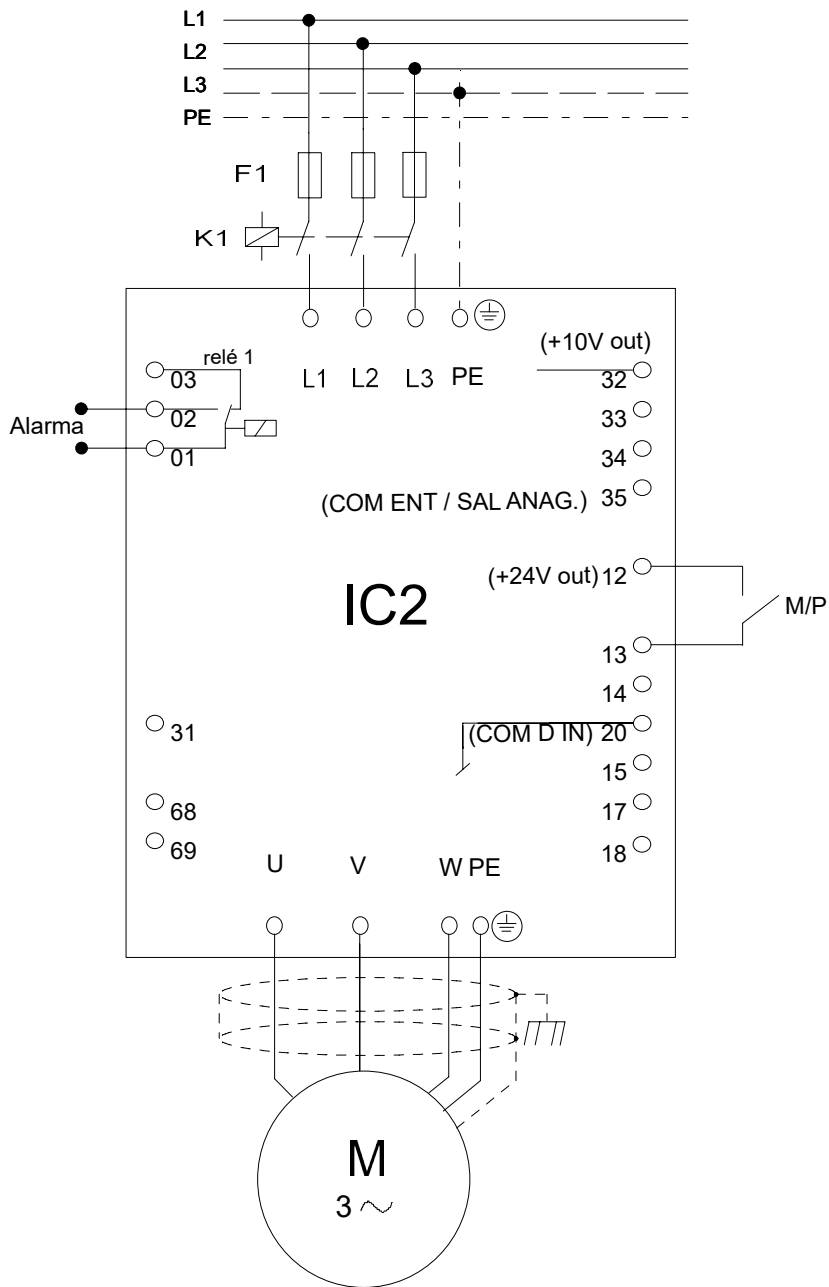 L1
L2
L3
PE
F1
K1
(+10V out)
relé 1
03
L1 L2 L3 PE
32
02
33
Alarma
01
34
(COM ENT / SAL ANAG.) 35
(+24V out) 12
IC2
M/P
13
14
31
(COM D IN) 20
15
68
17
69
18
U V W PE
M
3